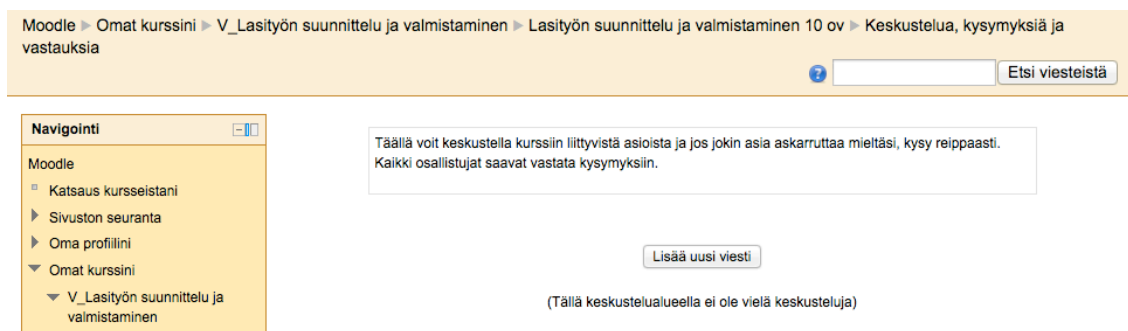 Moodle ▶ Omat kurssini ▶ V_Lasityön suunnittelu ja valmistaminen ▶ Lasityön suunnittelu ja valmistaminen 10 ov ▶ Keskustelua, kysymyksiä ja
vastauksia
Etsi viesteistä
Navigointi
Moodle
Katsaus kursseistani
Sivuston seuranta
Oma profiilini
Omat kurssini
V_Lasityön suunnittelu ja
valmistaminen
Täällä voit keskustella kurssiin liittyvistä asioista ja jos jokin asia askarruttaa mieltäsi, kysy reippaasti.
Kaikki osallistujat saavat vastata kysymyksiin.
Lisää uusi viesti
(Tällä keskustelualueella ei ole vielä keskusteluja)